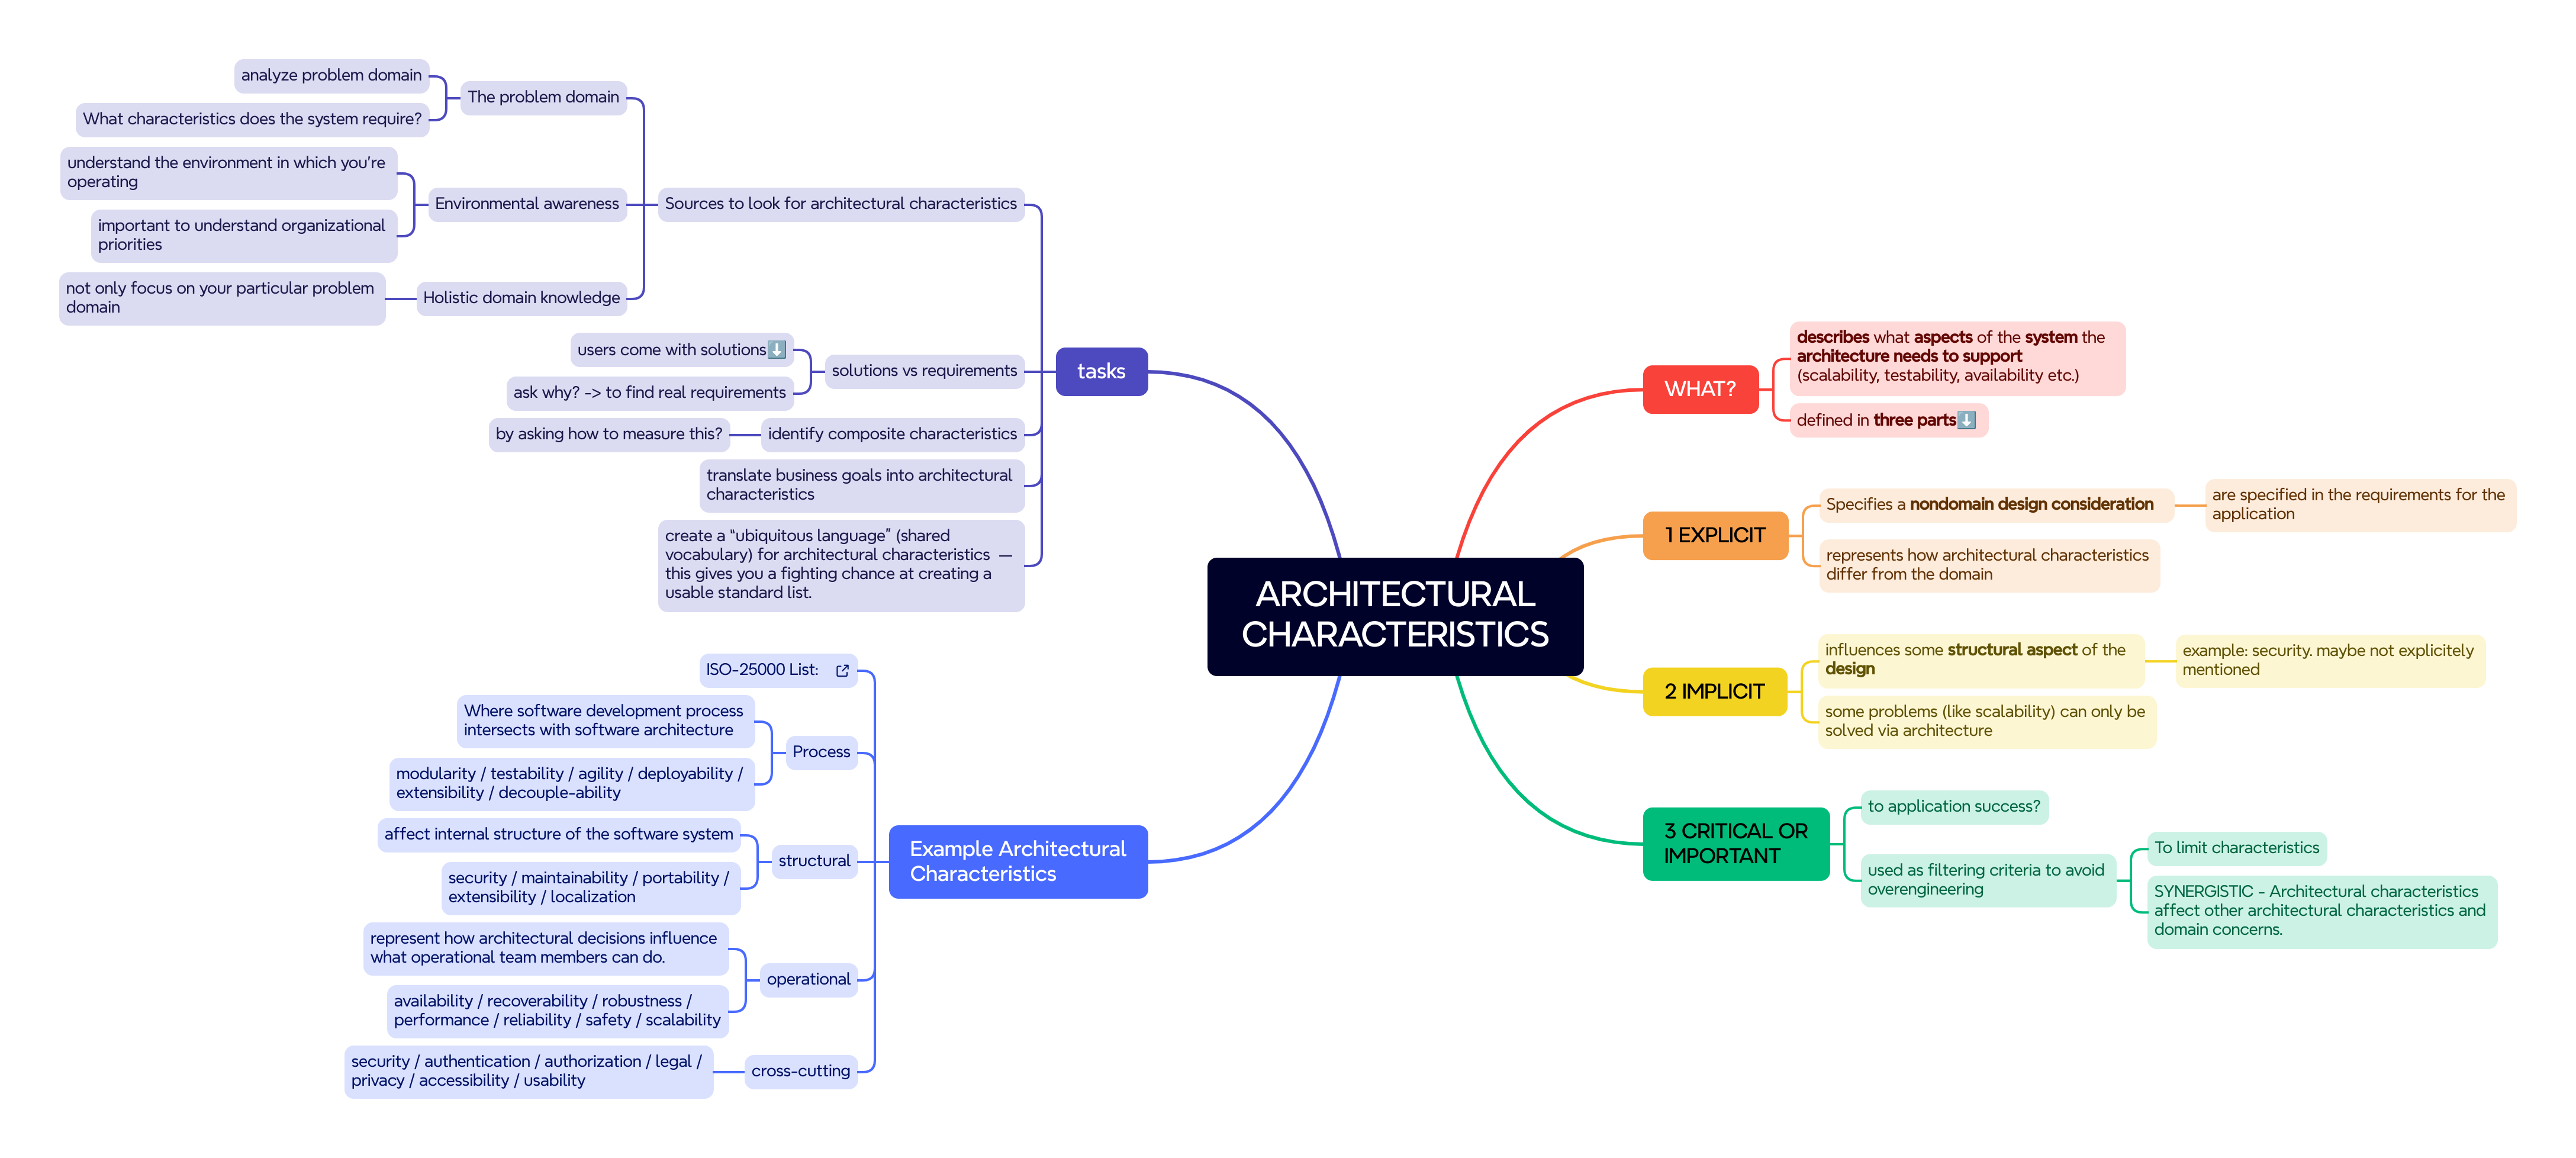 ARCHITECTURAL
CHARACTERISTICS
WHAT?
describes what aspects of the system the
architecture needs to support
(scalability, testability, availability etc.)
defined in three parts⬇️
1 EXPLICIT
Specifies a nondomain design consideration
are specified in the requirements for the
application
represents how architectural characteristics
differ from the domain
2 IMPLICIT
influences some structural aspect of the
design
example: security. maybe not explicitely
mentioned
some problems (like scalability) can only be
solved via architecture
3 CRITICAL OR
IMPORTANT
to application success?
used as filtering criteria to avoid
overengineering
To limit characteristics
SYNERGISTIC - Architectural characteristics
affect other architectural characteristics and
domain concerns.
tasks
Sources to look for architectural characteristics
The problem domain
analyze problem domain
What characteristics does the system require?
Environmental awareness
understand the environment in which you're
operating
important to understand organizational
priorities
Holistic domain knowledge
not only focus on your particular problem
domain
solutions vs requirements
users come with solutions⬇️
ask why? -> to find real requirements
identify composite characteristics
by asking how to measure this?
translate business goals into architectural
characteristics
create a “ubiquitous language” (shared
vocabulary) for architectural characteristics —
this gives you a fighting chance at creating a
usable standard list.
Example Architectural
Characteristics
ISO-25000 List:
Process
Where software development process
intersects with software architecture
modularity / testability / agility / deployability /
extensibility / decouple-ability
structural
affect internal structure of the software system
security / maintainability / portability /
extensibility / localization
operational
represent how architectural decisions influence
what operational team members can do.
availability / recoverability / robustness /
performance / reliability / safety / scalability
cross-cutting
security / authentication / authorization / legal /
privacy / accessibility / usability